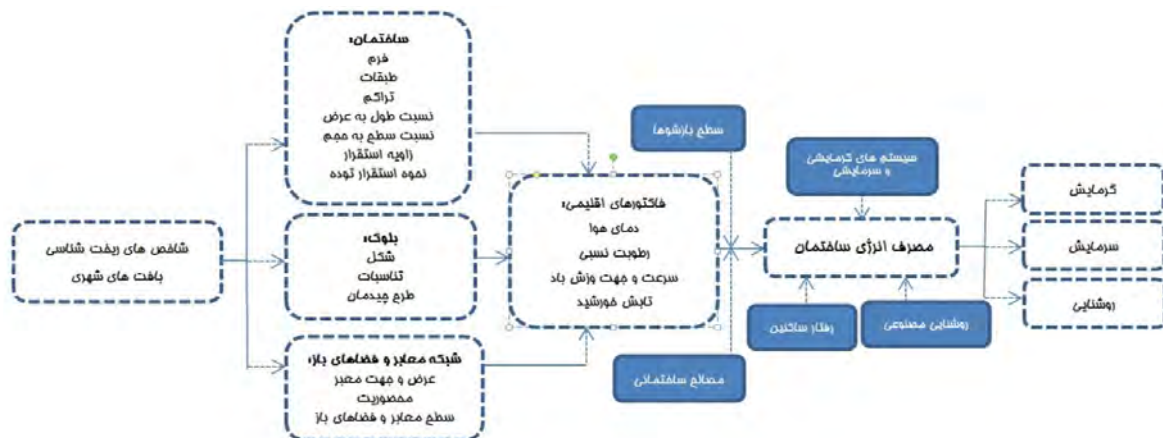 شاخص های ریخت شناسی
بافت های شهری
ساختمان:
فرم
طبقات
تراکم
نسبت طول به عرض
نسبت سطح به حجم
زاویه استقرار
نحوه استقرار توده
بلوک:
شکل
تناسبات
طرح چیدمان
شبکه معابر و فضاهای باز:
عرض و جهت معبر
محصوریت
سطح معابر و فضاهای باز
فاکتورهای اقلیمی:
دمای هوا
رطوبت نسبی
سرعت و جهت وزش باد
تابش خورشید
سطح بازشوها
مصالح ساختمانی
سیستم های گرمایشی
و سرمایشی
مصرف انرژی ساختمان
رفتار ساکنین
روشنایی مصنوعی
گرمایش
سرمایش
روشنایی